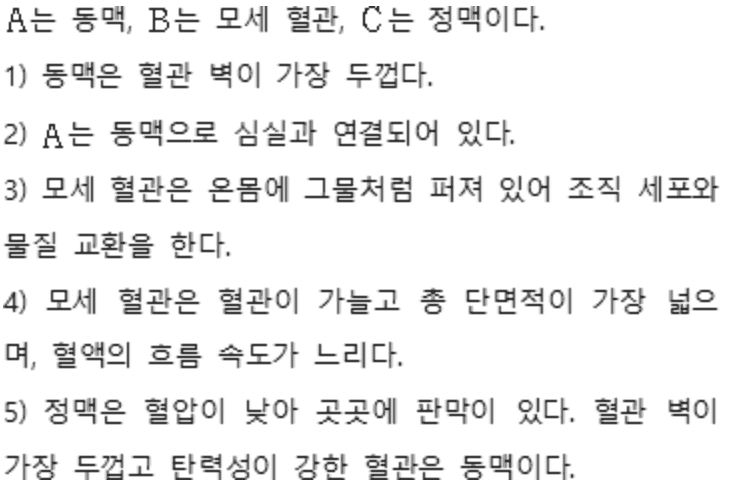 A는 동맥, B는 모세 혈관, C는 정맥이다.
1) 동맥은 혈관 벽이 가장 두껍다.
2) A는 동맥으로 심실과 연결되어 있다.
3) 모세 혈관은 온몸에 그물처럼 퍼져 있어 조직 세포와
물질 교환을 한다.
4) 모세 혈관은 혈관이 가늘고 총 단면적이 가장 넓으
며, 혈액의 흐름 속도가 느리다.
5) 정맥은 혈압이 낮아 곳곳에 판막이 있다. 혈관 벽이
가장 두껍고 탄력성이 강한 혈관은 동맥이다.